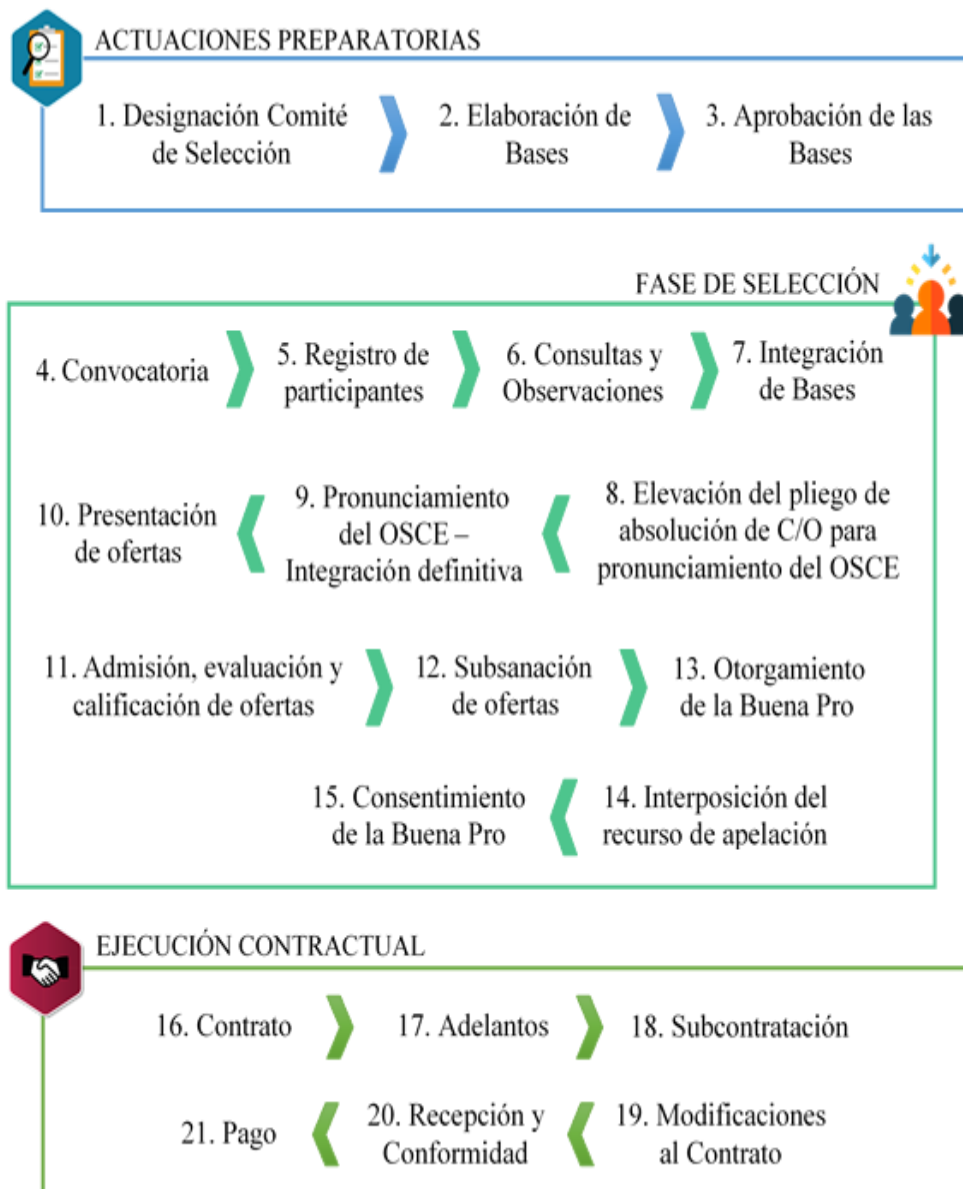 ACTUACIONES PREPARATORIAS
1. Designación Comité
de Selección
2. Elaboración de
Bases
3. Aprobación de las
Bases
FASE DE SELECCIÓN
4. Convocatoria
5. Registro de
participantes
6. Consultas y
Observaciones
7. Integración
de Bases
8. Elevación del pliego de
absolución de C/O para
pronunciamiento del OSCE
9. Pronunciamiento
del OSCE –
Integración definitiva
10. Presentación
de ofertas
11. Admisión, evaluación y
calificación de ofertas
12. Subsanación
de ofertas
13. Otorgamiento
de la Buena Pro
14. Interposición del
recurso de apelación
15. Consentimiento
de la Buena Pro
EJECUCIÓN CONTRACTUAL
16. Contrato
17. Adelantos
18. Subcontratación
19. Modificaciones
al Contrato
20. Recepción y
Conformidad
21. Pago